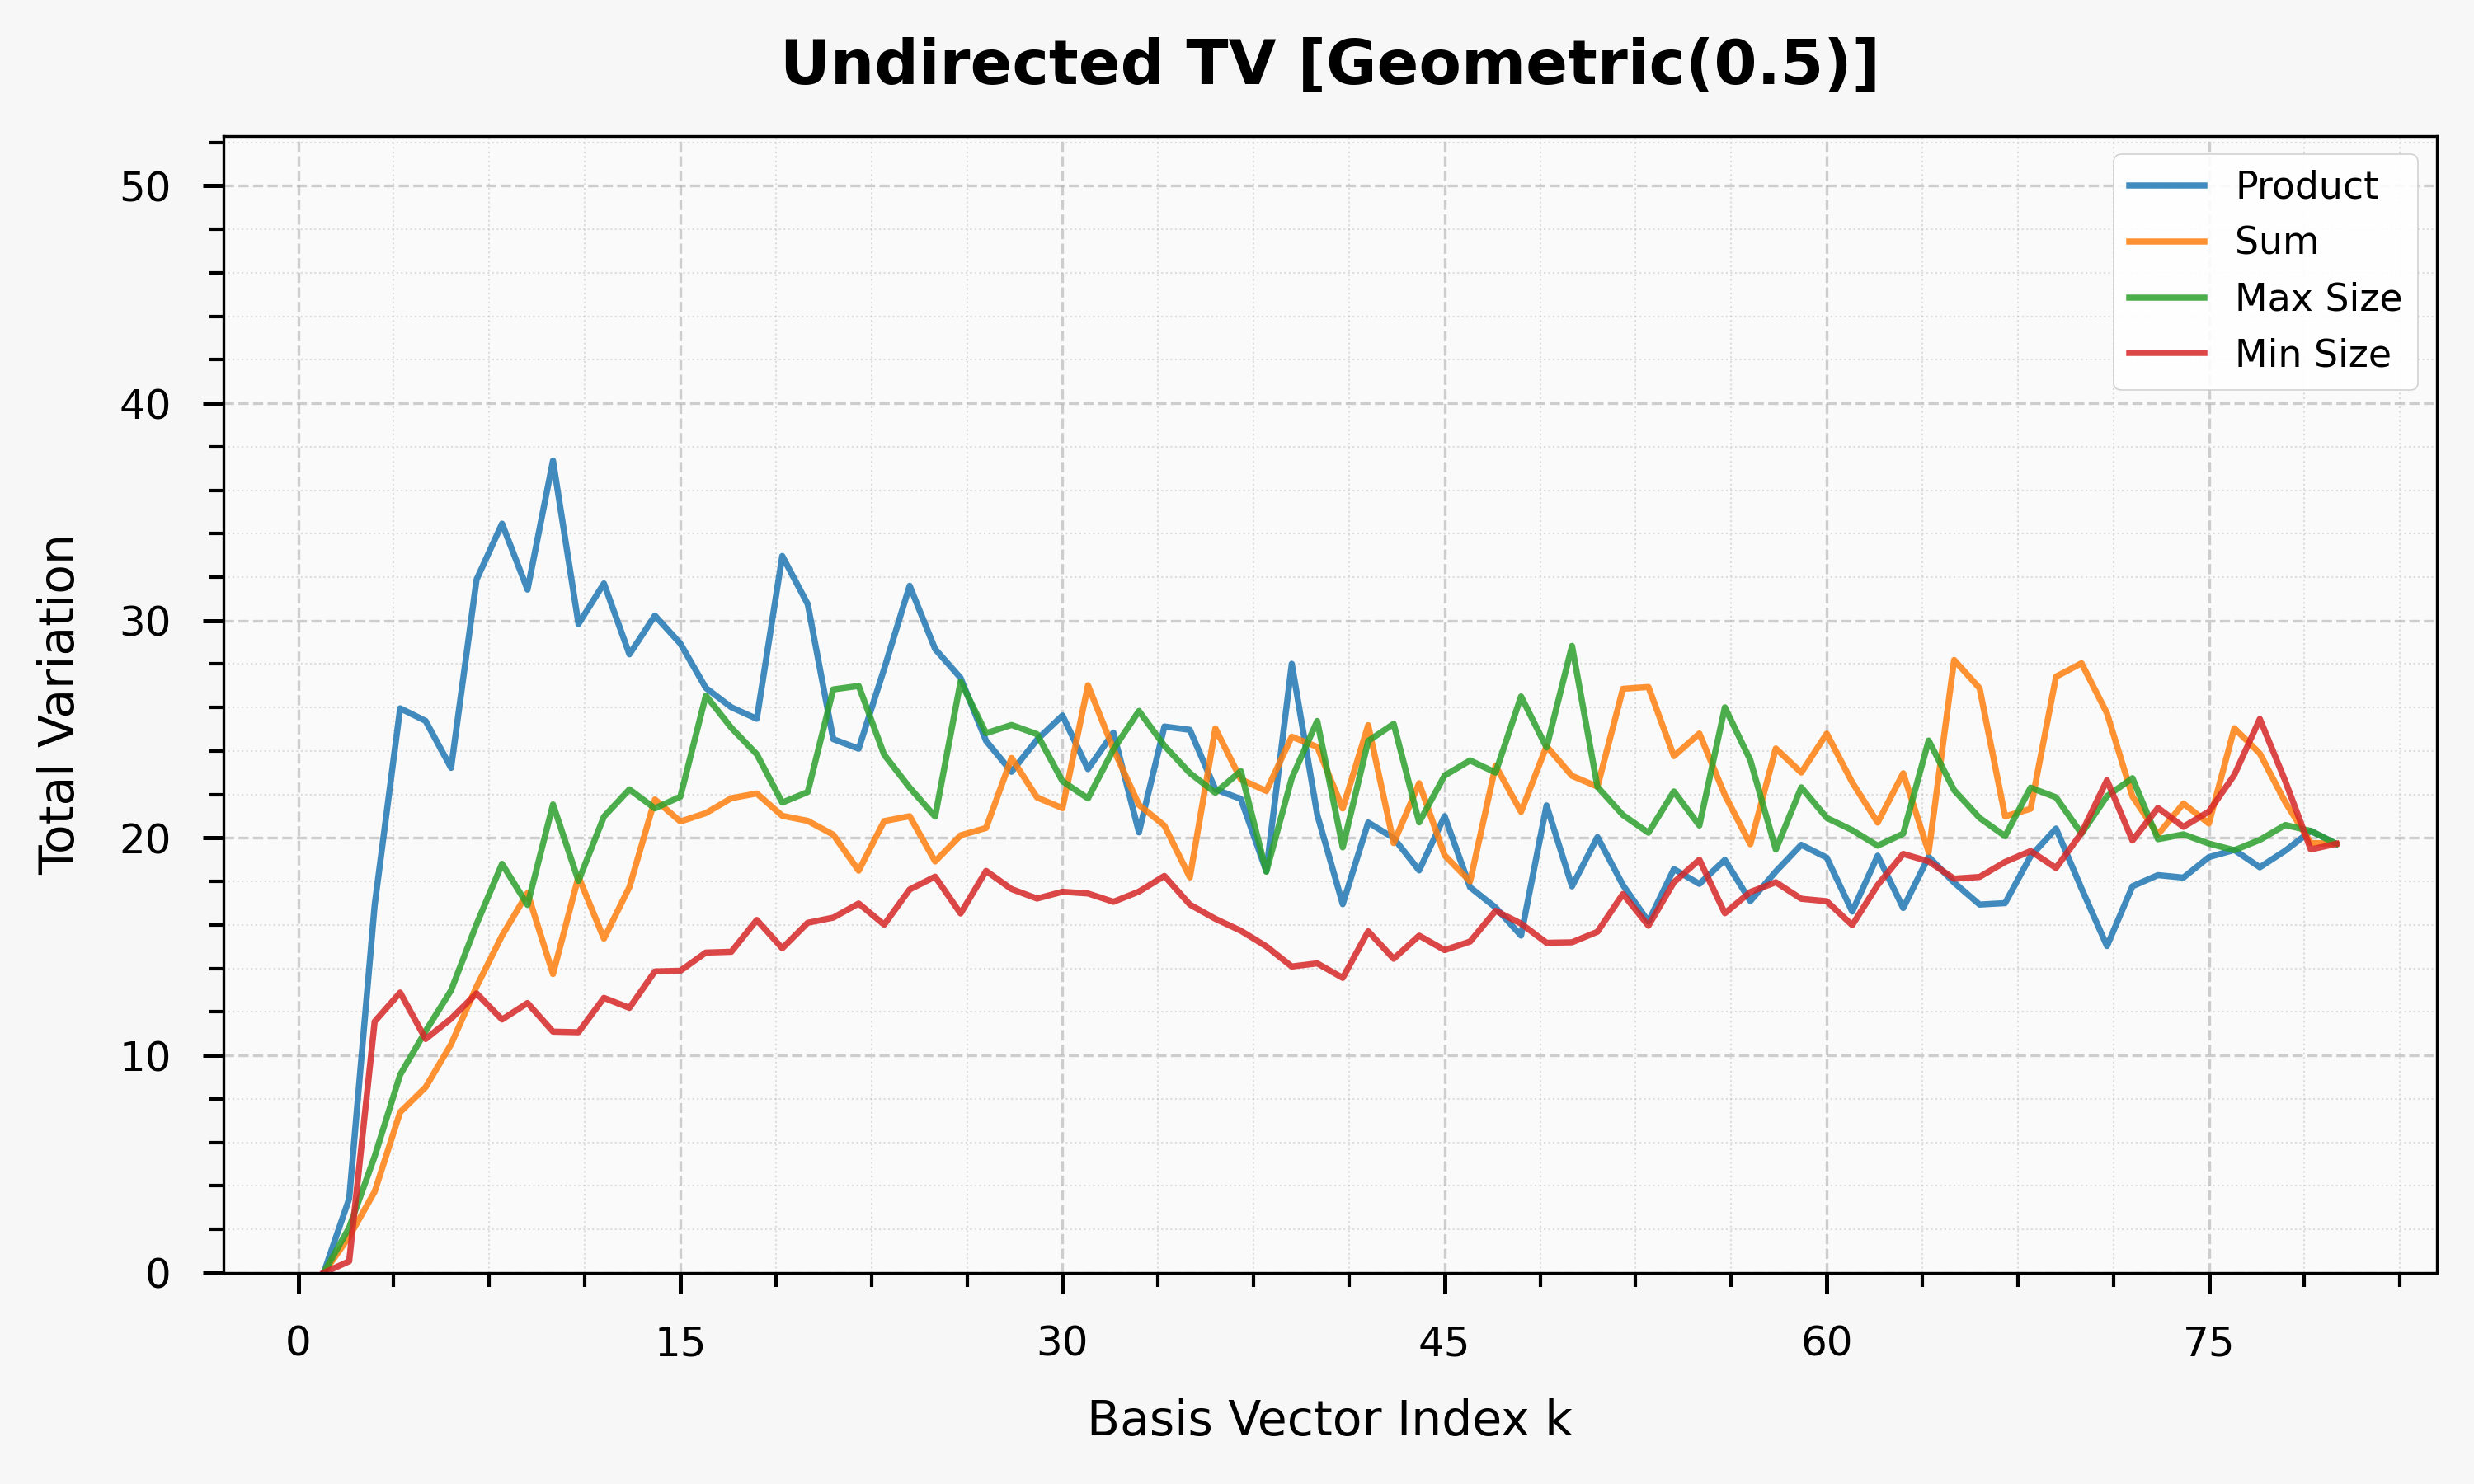 Undirected TV [Geometric(0.5)]
Product
Sum
Max Size
Min Size
Total Variation
50
40
30
20
10
0
0 15 30 45 60 75
Basis Vector Index k